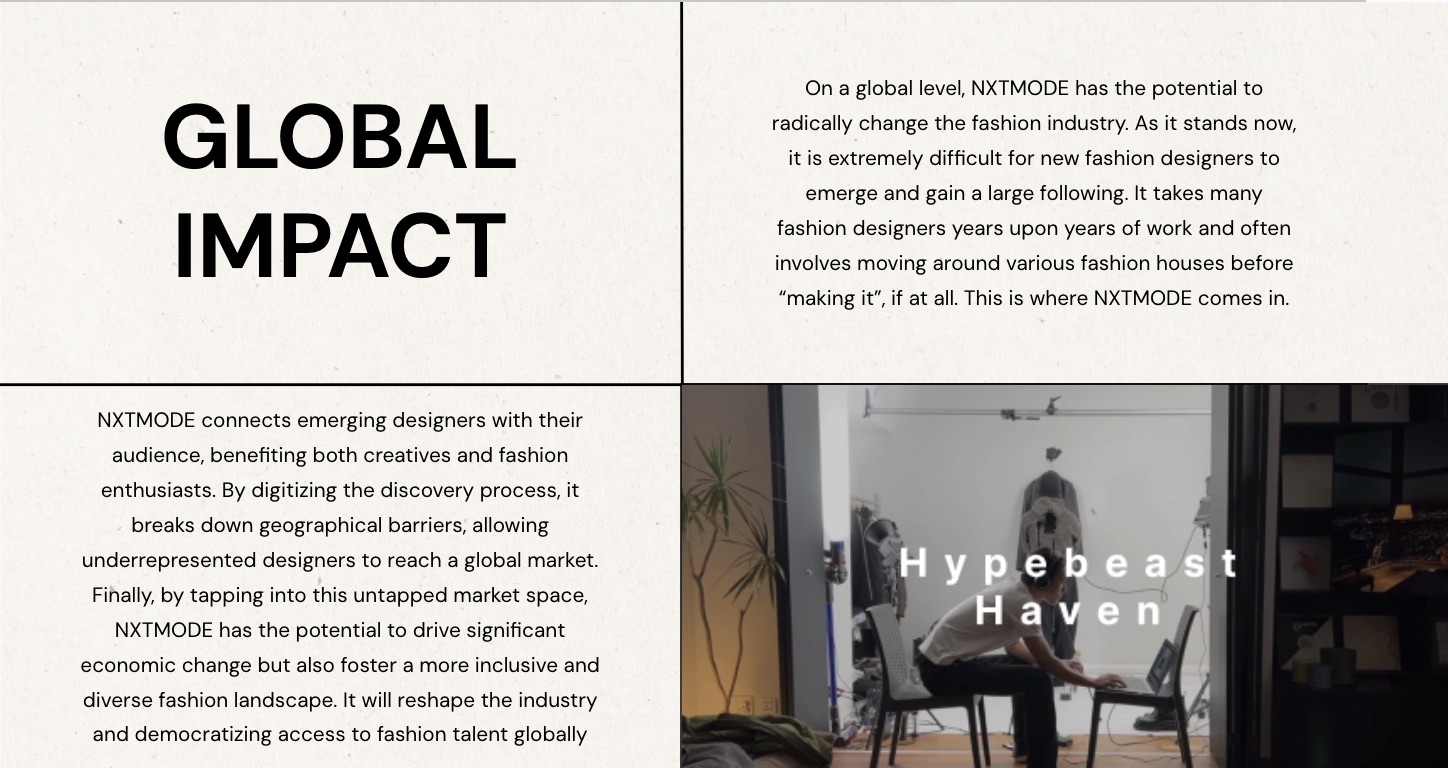 GLOBAL
IMPACT
On a global level, NXTMODE has the potential to
radically change the fashion industry. As it stands now,
it is extremely difficult for new fashion designers to
emerge and gain a large following. It takes many
fashion designers years upon years of work and often
involves moving around various fashion houses before
“making it”, if at all. This is where NXTMODE comes in.
NXTMODE connects emerging designers with their
audience, benefiting both creatives and fashion
enthusiasts. By digitizing the discovery process, it
breaks down geographical barriers, allowing
underrepresented designers to reach a global market.
Finally, by tapping into this untapped market space,
NXTMODE has the potential to drive significant
economic change but also foster a more inclusive and
diverse fashion landscape. It will reshape the industry
and democratizing access to fashion talent globally
Hypebeast
Haven